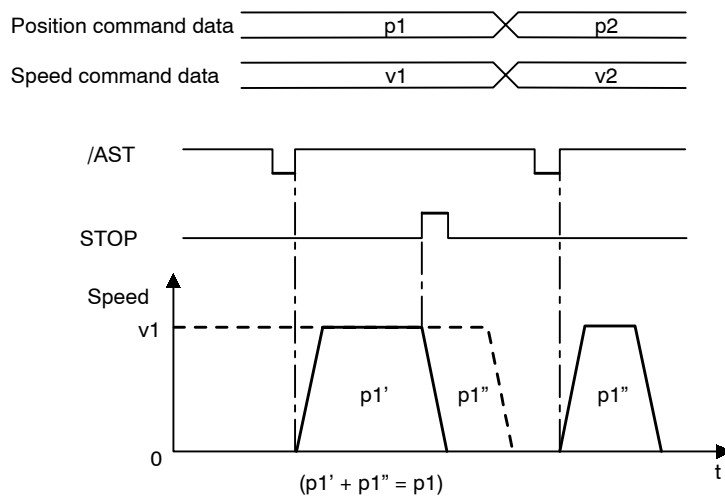 Position command data p1 p2
Speed command data v1 v2
/AST
STOP
Speed
v1
p1’ p1” p1”
0
t
(p1’ + p1” = p1)